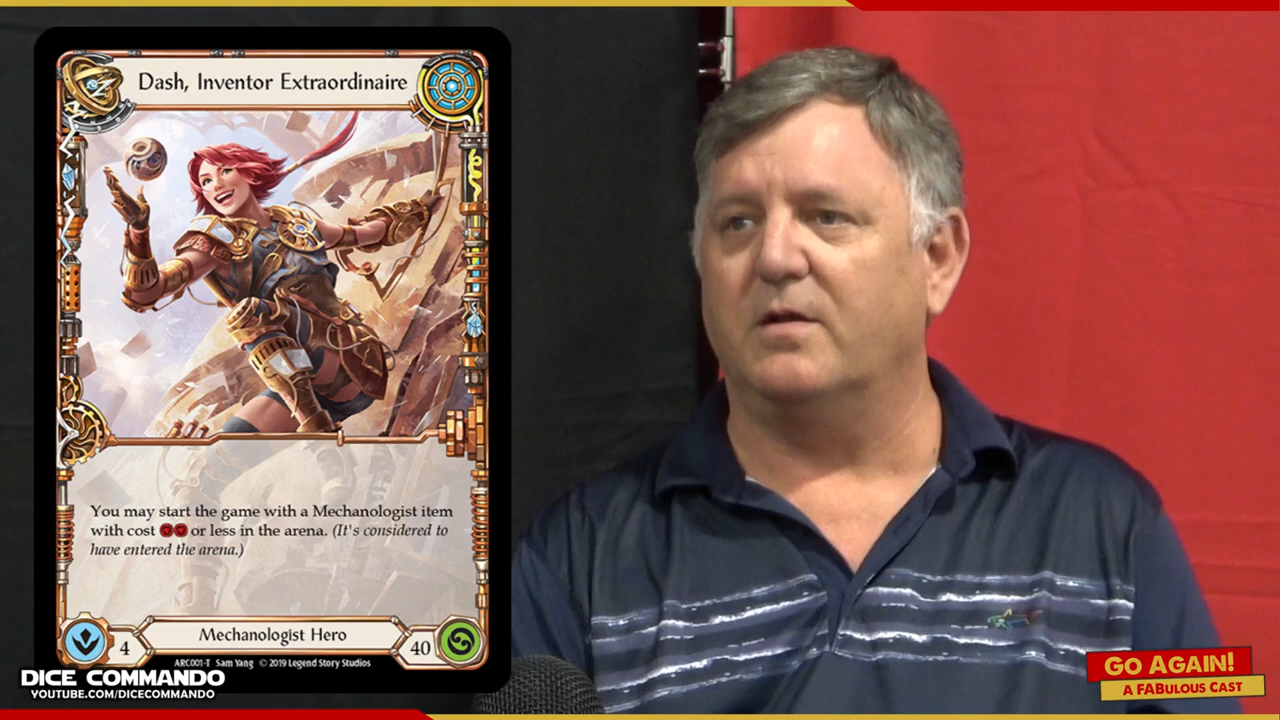 Dash, Inventor Extraordinaire
You may start the game with a Mechanologist item
with cost or less in the arena. (It's considered to
have entered the arena.)
4
Mechanologist Hero
40
ARC001-T Sam Yang © 2019 Legend Story Studios
DICE COMMANDO
YOUTUBE.COM/DICECOMMANDO
GO AGAIN!
A FABULOUS CAST